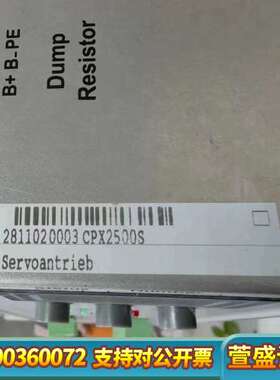 B+ B-PE
Dump
Resistor
2811020003 CPX2500S
Servoantrieb
00360072 支持对公开票
萱盛